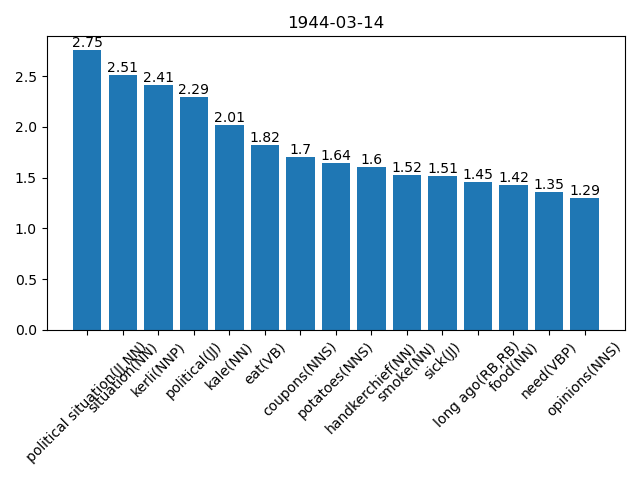 1944-03-14
2.75
2.51
2.41
2.29
2.01
1.82
1.7
1.64
1.6
1.52
1.51
1.45
1.42
1.35
1.29
2.5
2.0
1.5
1.0
0.5
0.0
political situation(JJ,NN)
situation(NN)
kerli(NNP)
political(JJ)
kale(NN)
eat(VB)
coupons(NNS)
potatoes(NNS)
handkerchief(NN)
smoke(NN)
sick(JJ)
long ago(RB,RB)
food(NN)
need(VBP)
opinions(NNS)